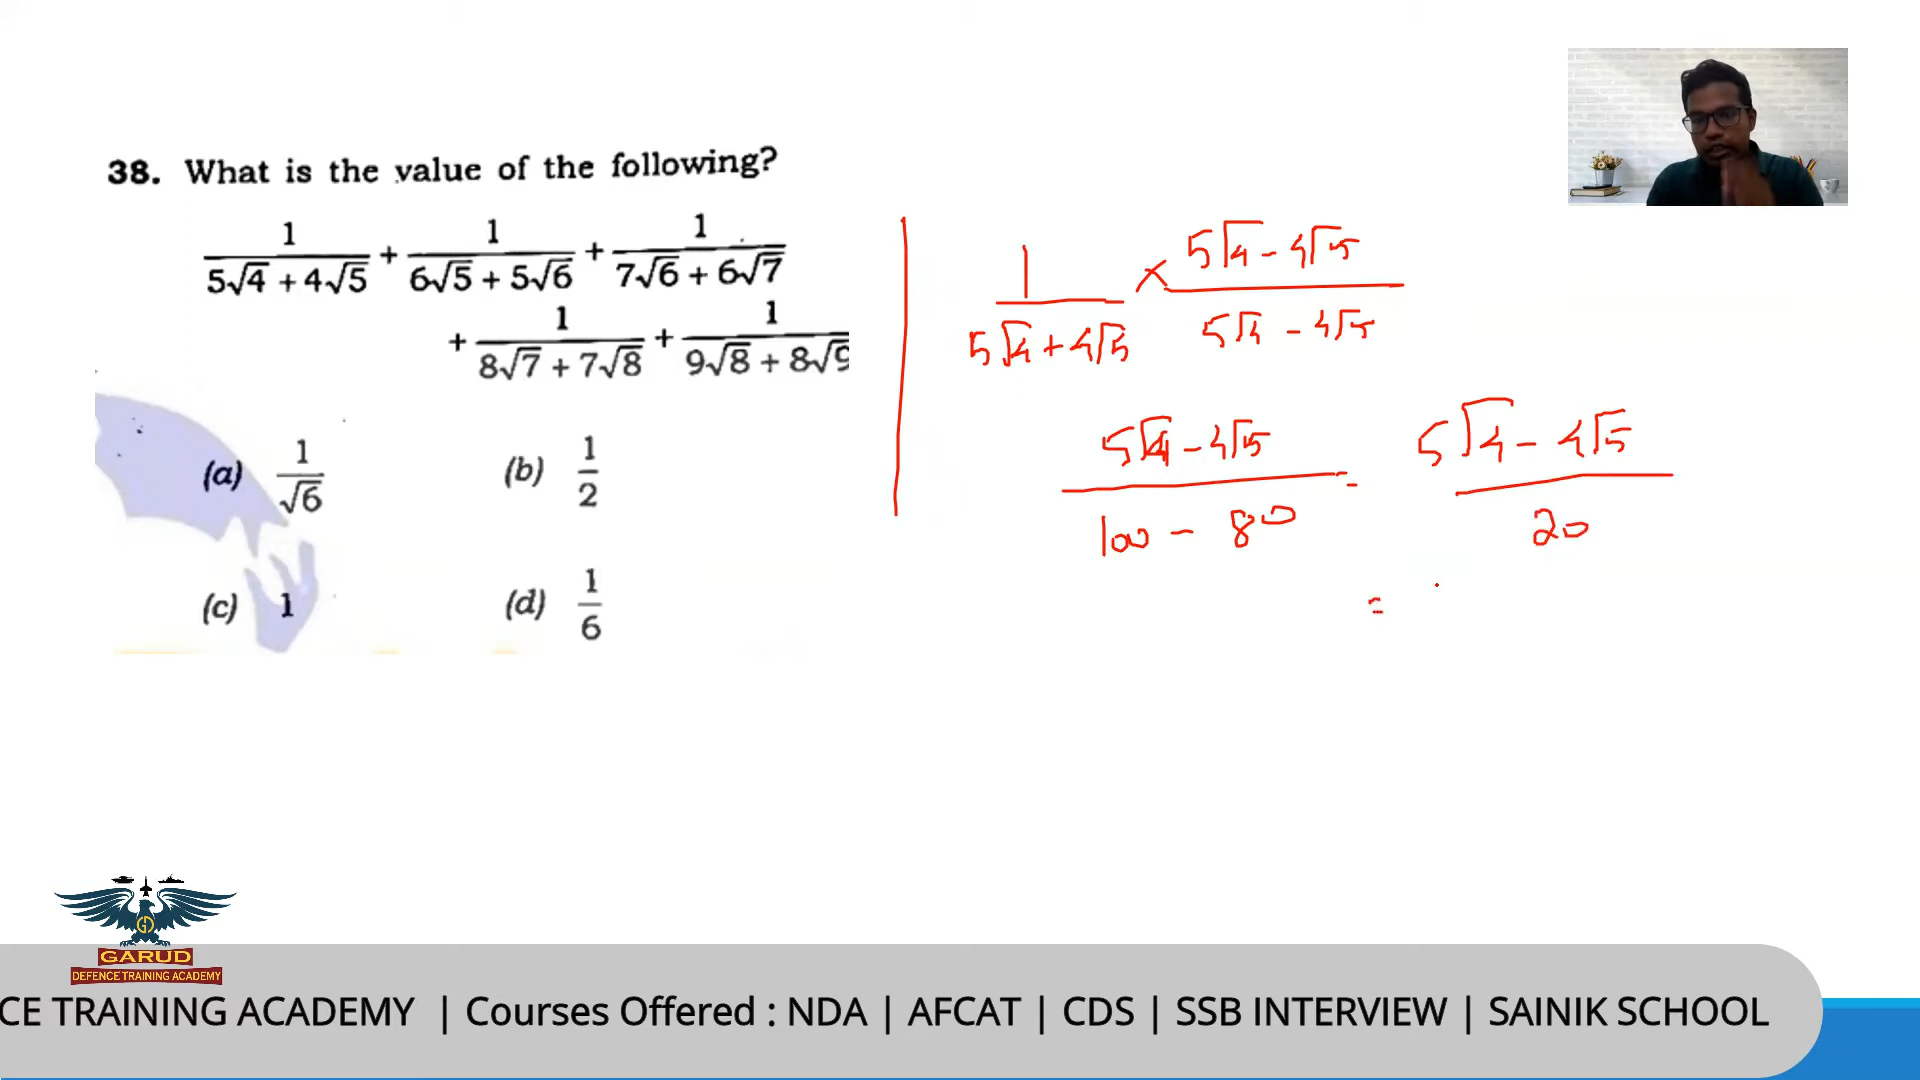 38. What is the value of the following?
1/(5√4 + 4√5) + 1/(6√5 + 5√6) + 1/(7√6 + 6√7)
+ 1/(8√7 + 7√8) + 1/(9√8 + 8√9
(a) 1/√6 (b) 1/2
(c) 1 (d) 1/6
1/(5√4 + 4√5) × (5√4 - 4√5)/(5√4 - 4√5)
(5√4 - 4√5)/(100 - 80) = (5√4 - 4√5)/20
=
GARUD
DEFENCE TRAINING ACADEMY
CE TRAINING ACADEMY | Courses Offered : NDA | AFCAT | CDS | SSB INTERVIEW | SAINIK SCHOOL